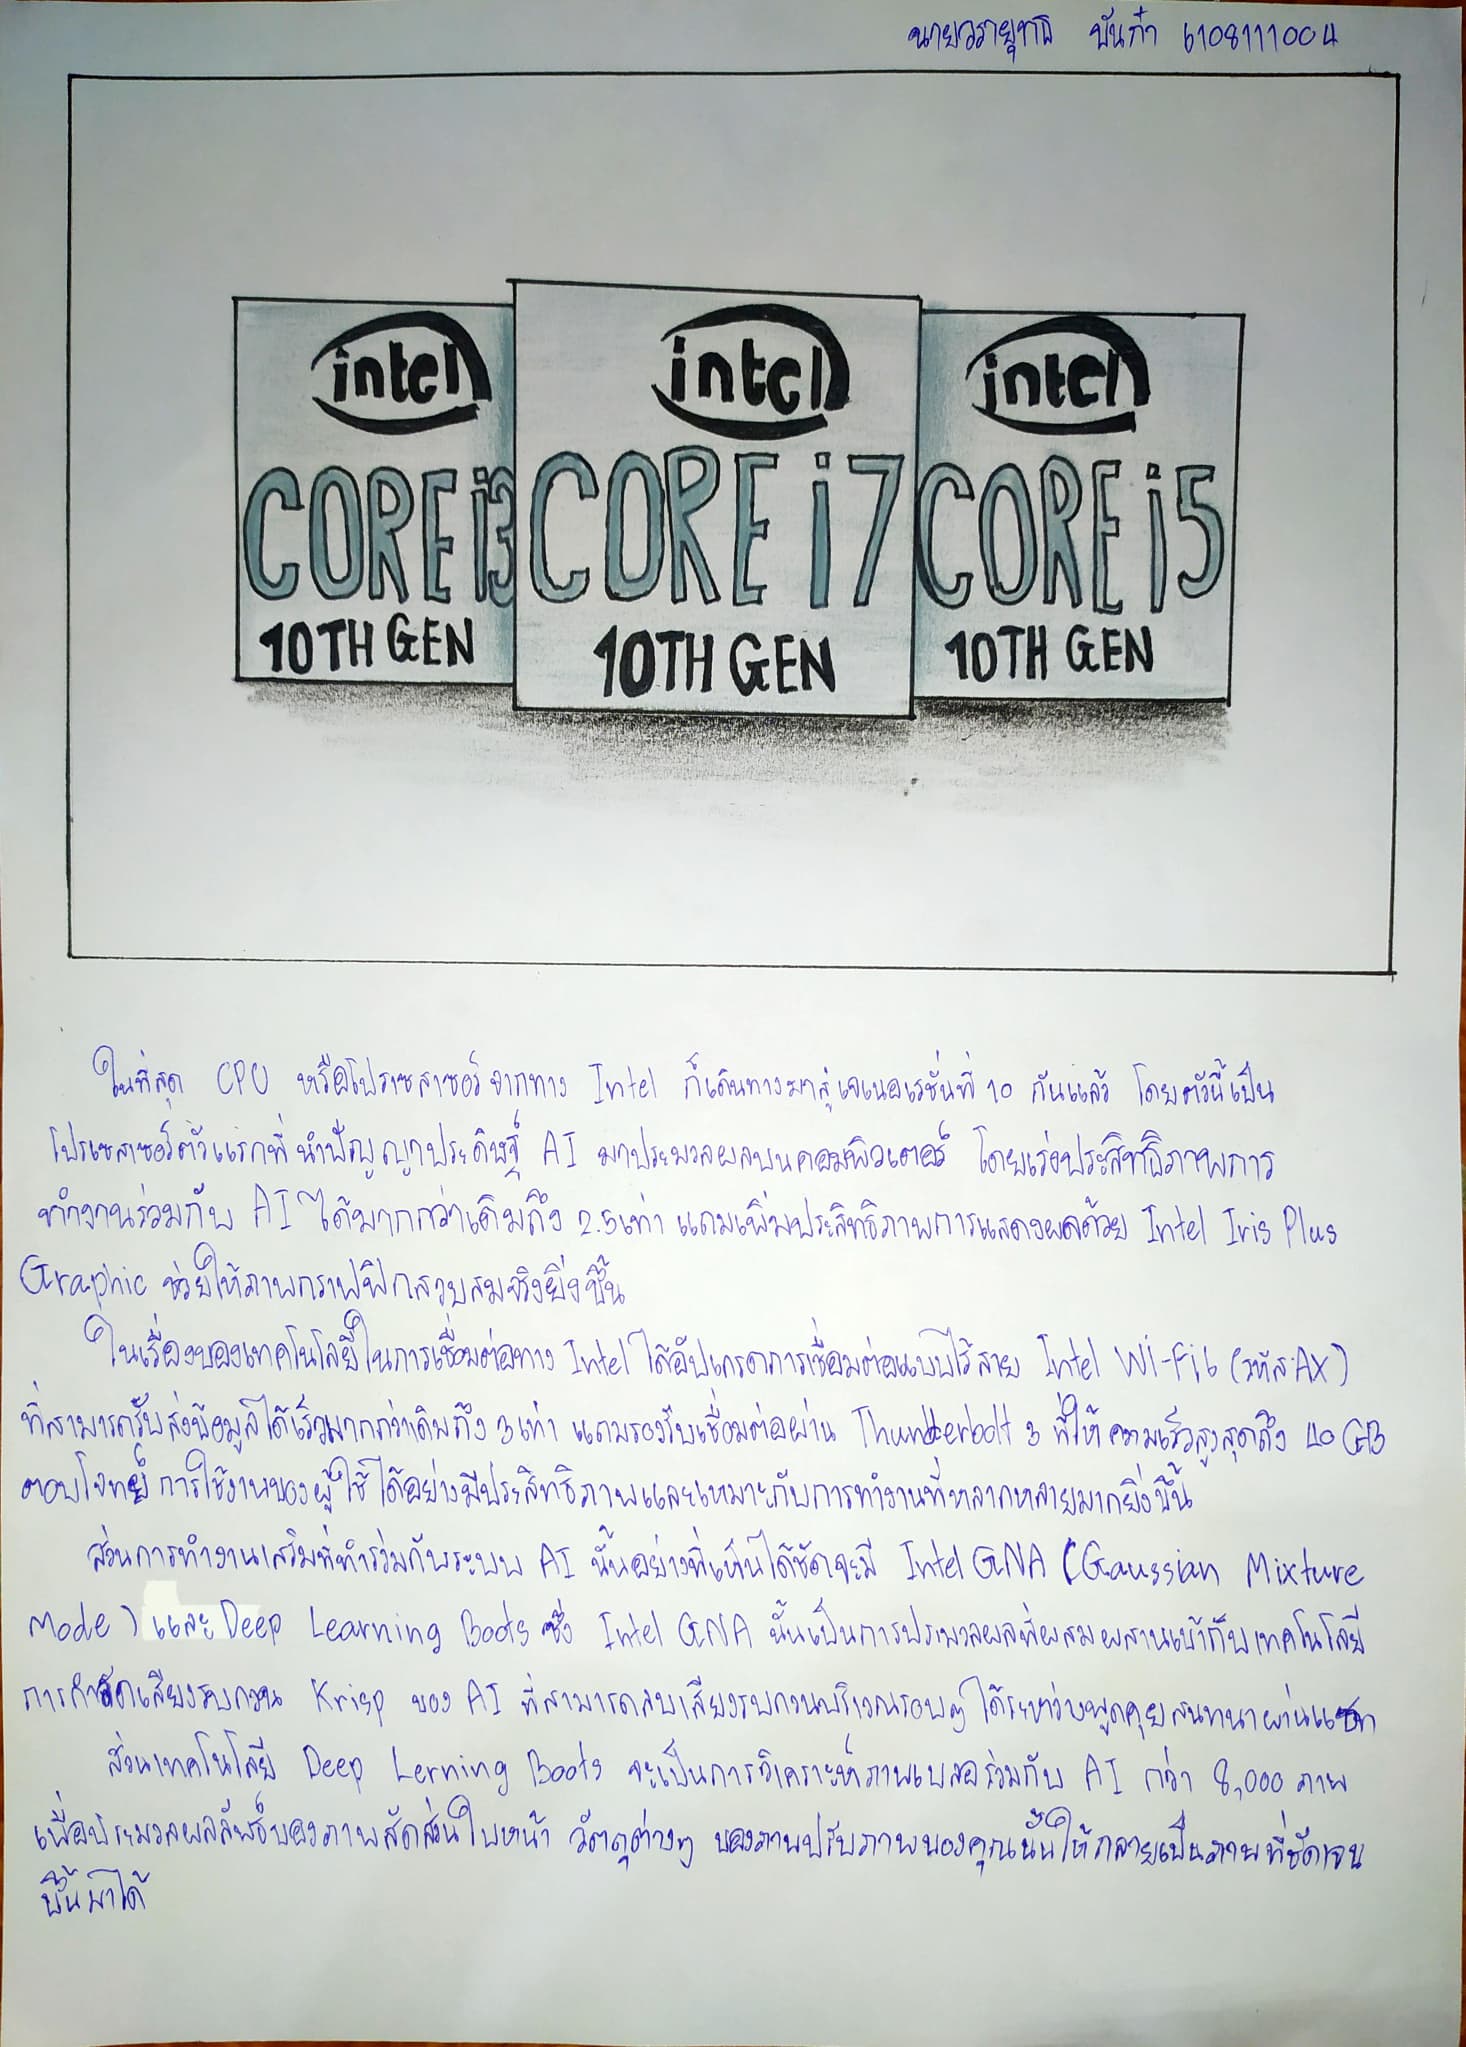 นายวรายุทธ ปันก๋า 6108111004
intel intel intel
CORE i3 CORE i7 CORE i5
10TH GEN 10TH GEN 10TH GEN
ในที่สุด CPU หรือโปรเซสเซอร์จากทาง Intel ก็เดินทางมาสู่เจเนอเรชั่นที่ 10 กันแล้ว โดยตัวนี้เป็น
โปรเซสเซอร์ตัวแรกที่นำปัญญาประดิษฐ์ AI มาประมวลผลบนคอมพิวเตอร์ โดยเร่งประสิทธิภาพการ
ทำงานร่วมกับ AI ได้มากกว่าเดิมถึง 2.5เท่า แถมเพิ่มประสิทธิภาพการแสดงผลด้วย Intel Iris Plus
Graphic ช่วยให้ภาพกราฟฟิกสวยสมจริงยิ่งขึ้น
ในเรื่องของเทคโนโลยีในการเชื่อมต่อทาง Intel ได้อัปเกรดการเชื่อมต่อแบบไร้สาย Intel Wi-Fi6 (รหัส AX)
ที่สามารถรับส่งข้อมูลได้เร็วมากกว่าเดิมถึง 3 เท่า แถมรองรับเชื่อมต่อผ่าน Thunderbolt 3 ที่ให้ความเร็วสูงสุดถึง 40 GB
ตอบโจทย์การใช้งานของผู้ใช้ได้อย่างมีประสิทธิภาพและเหมาะกับการทำงานที่หลากหลายมากยิ่งขึ้น
ส่วนการทำงานเสริมที่ทำร่วมกับระบบ AI นั้นอย่างที่เห็นได้ชัดจะมี Intel GNA (Gaussian Mixture
Mode) และ Deep Learning Boots ซึ่ง Intel GNA นั้นเป็นการประมวลผลที่ผสมผสานเข้ากับเทคโนโลยี
การกำจัดเสียงรบกวน Krisp ของ AI ที่สามารถลบเสียงรบกวนบริเวณรอบๆ ได้ระหว่างพูดคุยสนทนาผ่านแชท
ส่วนเทคโนโลยี Deep Lerning Boots จะเป็นการวิเคราะห์ภาพเบลอร่วมกับ AI กว่า 8,000 ภาพ
เพื่อประมวลผลลัพธ์ของภาพสัดส่วนใบหน้า วัตถุต่างๆ ของภาพปรับภาพของคุณนั้นให้กลายเป็นภาพที่ชัดเจน
ขึ้นมาได้